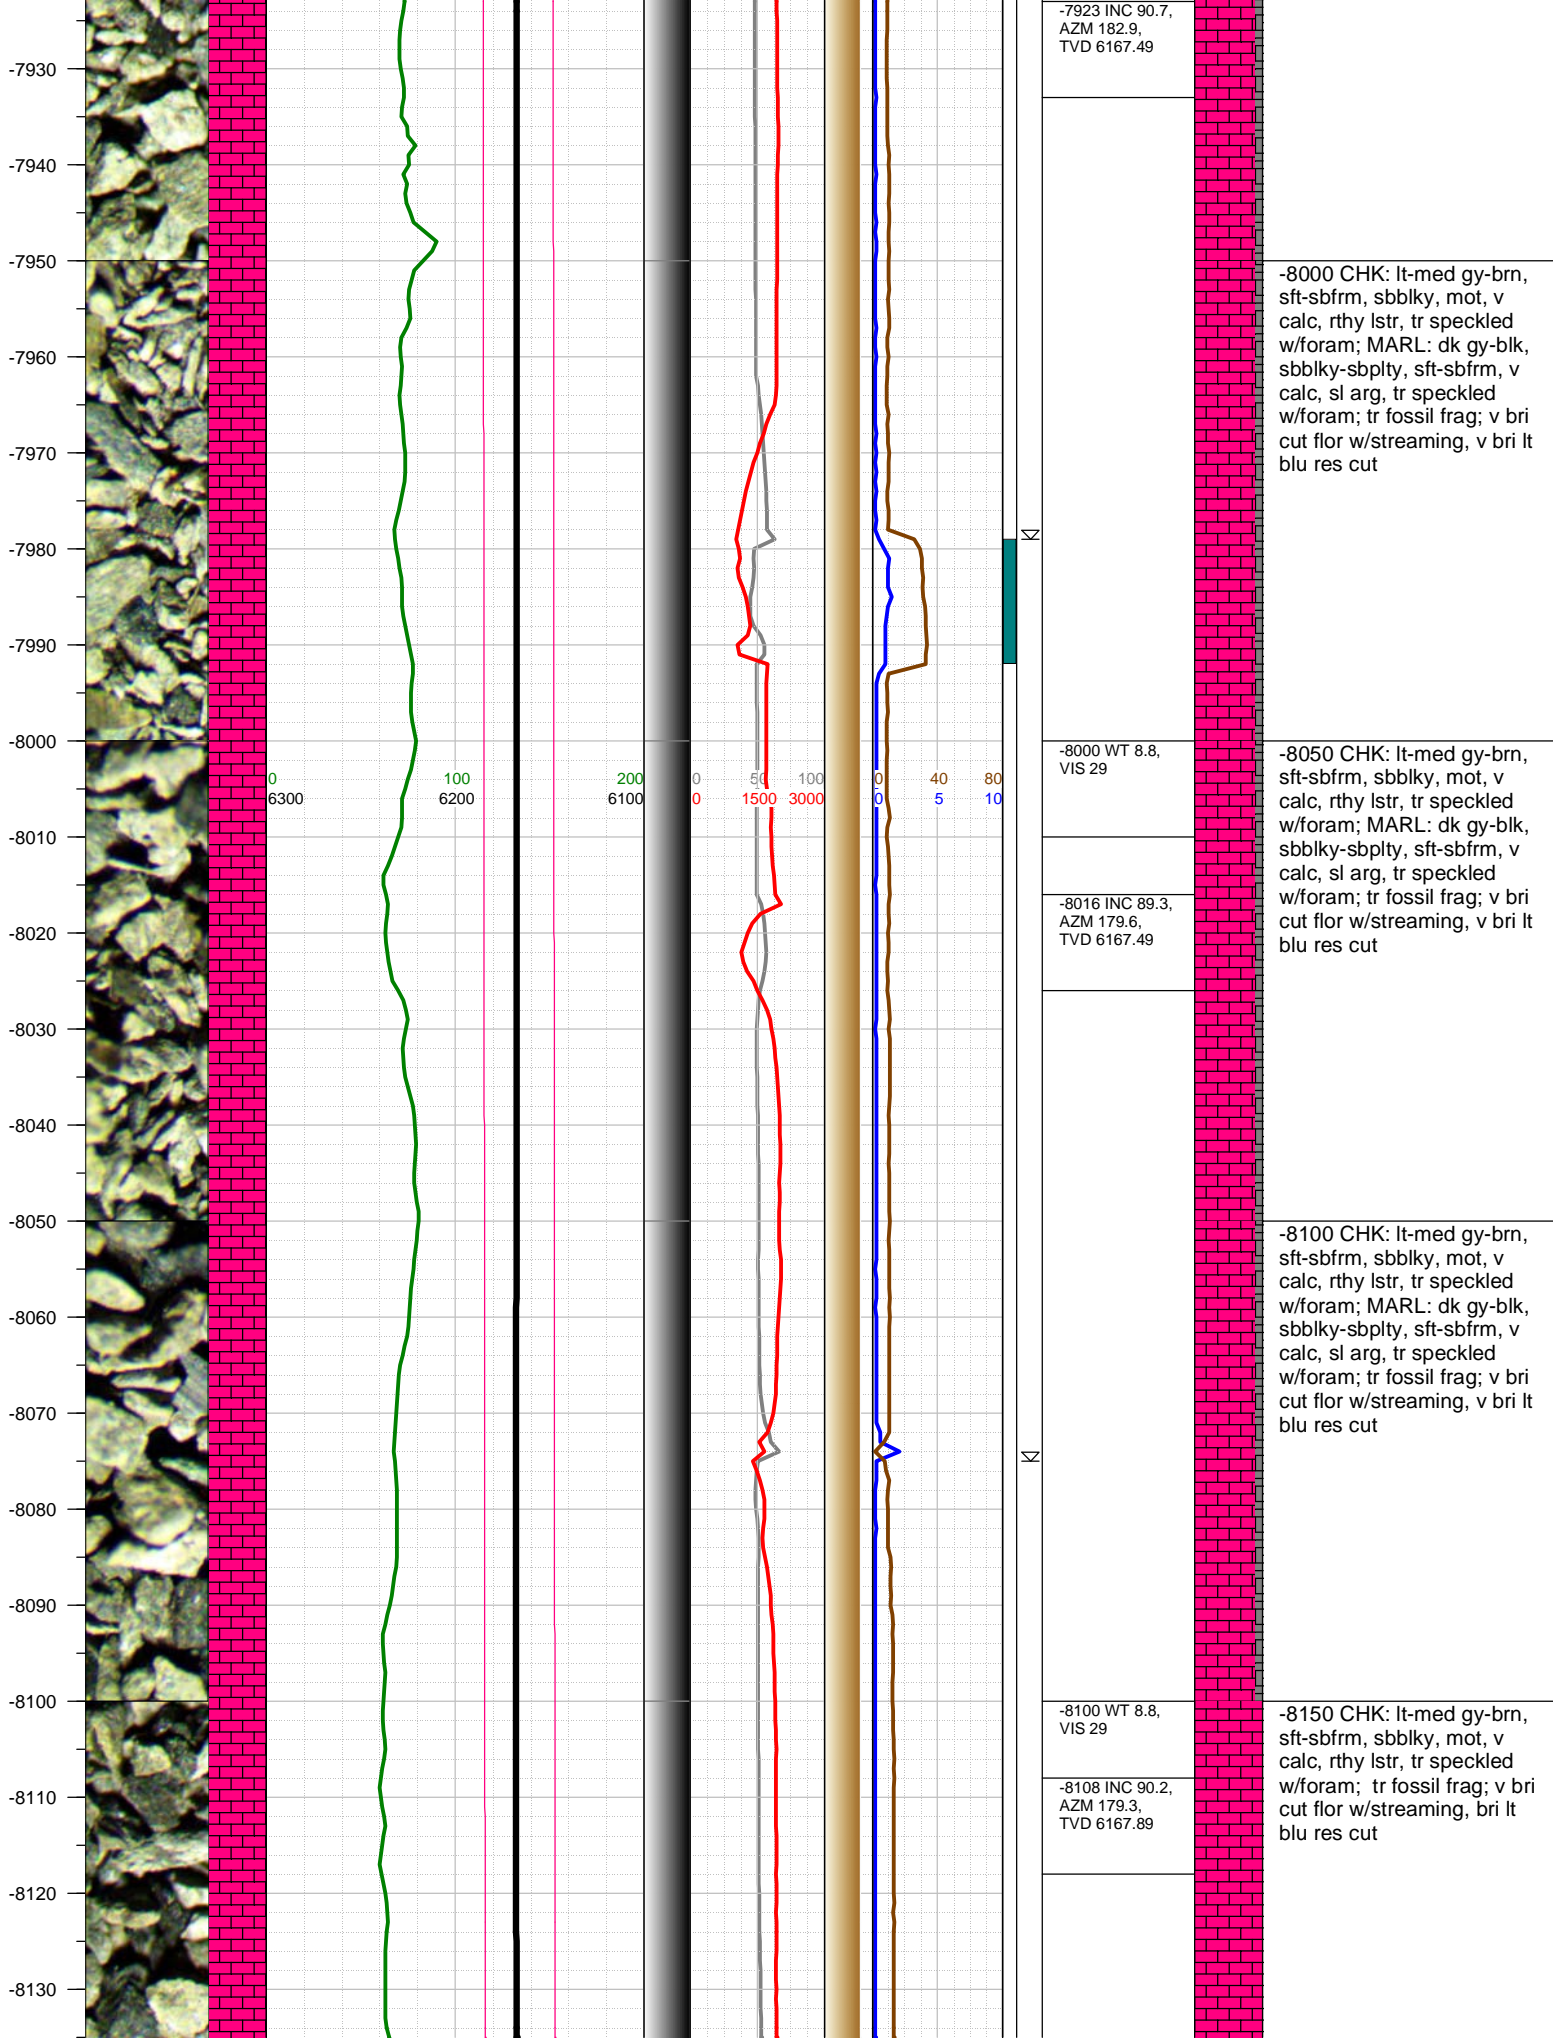 -7923 INC 90.7,
AZM 182.9,
TVD 6167.49
-7930
-7940
-7950
-8000 CHK: lt-med gy-brn,
sft-sbfrm, sbblky, mot, v
calc, rthy lstr, tr speckled
w/foram; MARL: dk gy-blk,
sbblky-sbplty, sft-sbfrm, v
calc, sl arg, tr speckled
w/foram; tr fossil frag; v bri
cut flor w/streaming, v bri lt
blu res cut
-7960
-7970
-7980
-7990
-8000
-8000 WT 8.8,
VIS 29
-8050 CHK: lt-med gy-brn,
sft-sbfrm, sbblky, mot, v
calc, rthy lstr, tr speckled
w/foram; MARL: dk gy-blk,
sbblky-sbplty, sft-sbfrm, v
calc, sl arg, tr speckled
w/foram; tr fossil frag; v bri
cut flor w/streaming, v bri lt
blu res cut
0 100 200 0 50 100 0 40 80
6300 6200 6100 0 1500 3000 0 5 10
-8010
-8016 INC 89.3,
AZM 179.6,
TVD 6167.49
-8020
-8030
-8040
-8050
-8100 CHK: lt-med gy-brn,
sft-sbfrm, sbblky, mot, v
calc, rthy lstr, tr speckled
w/foram; MARL: dk gy-blk,
sbblky-sbplty, sft-sbfrm, v
calc, sl arg, tr speckled
w/foram; tr fossil frag; v bri
cut flor w/streaming, v bri lt
blu res cut
-8060
-8070
-8080
-8090
-8100
-8100 WT 8.8,
VIS 29
-8150 CHK: lt-med gy-brn,
sft-sbfrm, sbblky, mot, v
calc, rthy lstr, tr speckled
w/foram;  tr fossil frag; v bri
cut flor w/streaming, bri lt
blu res cut
-8108 INC 90.2,
AZM 179.3,
TVD 6167.89
-8110
-8120
-8130